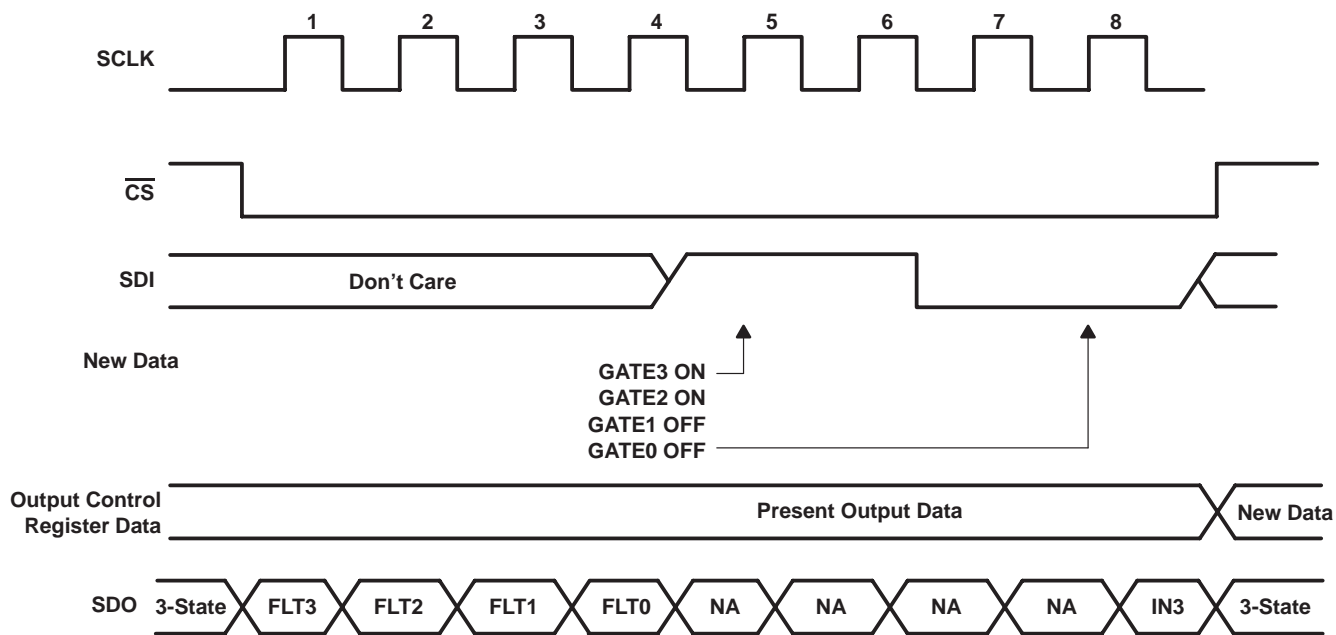 1 2 3 4 5 6 7 8
SCLK
CS
SDI
Don't Care
New Data
GATE3 ON
GATE2 ON
GATE1 OFF
GATE0 OFF
Output Control
Register Data
Present Output Data
New Data
SDO 3-State FLT3 FLT2 FLT1 FLT0 NA NA NA NA IN3 3-State